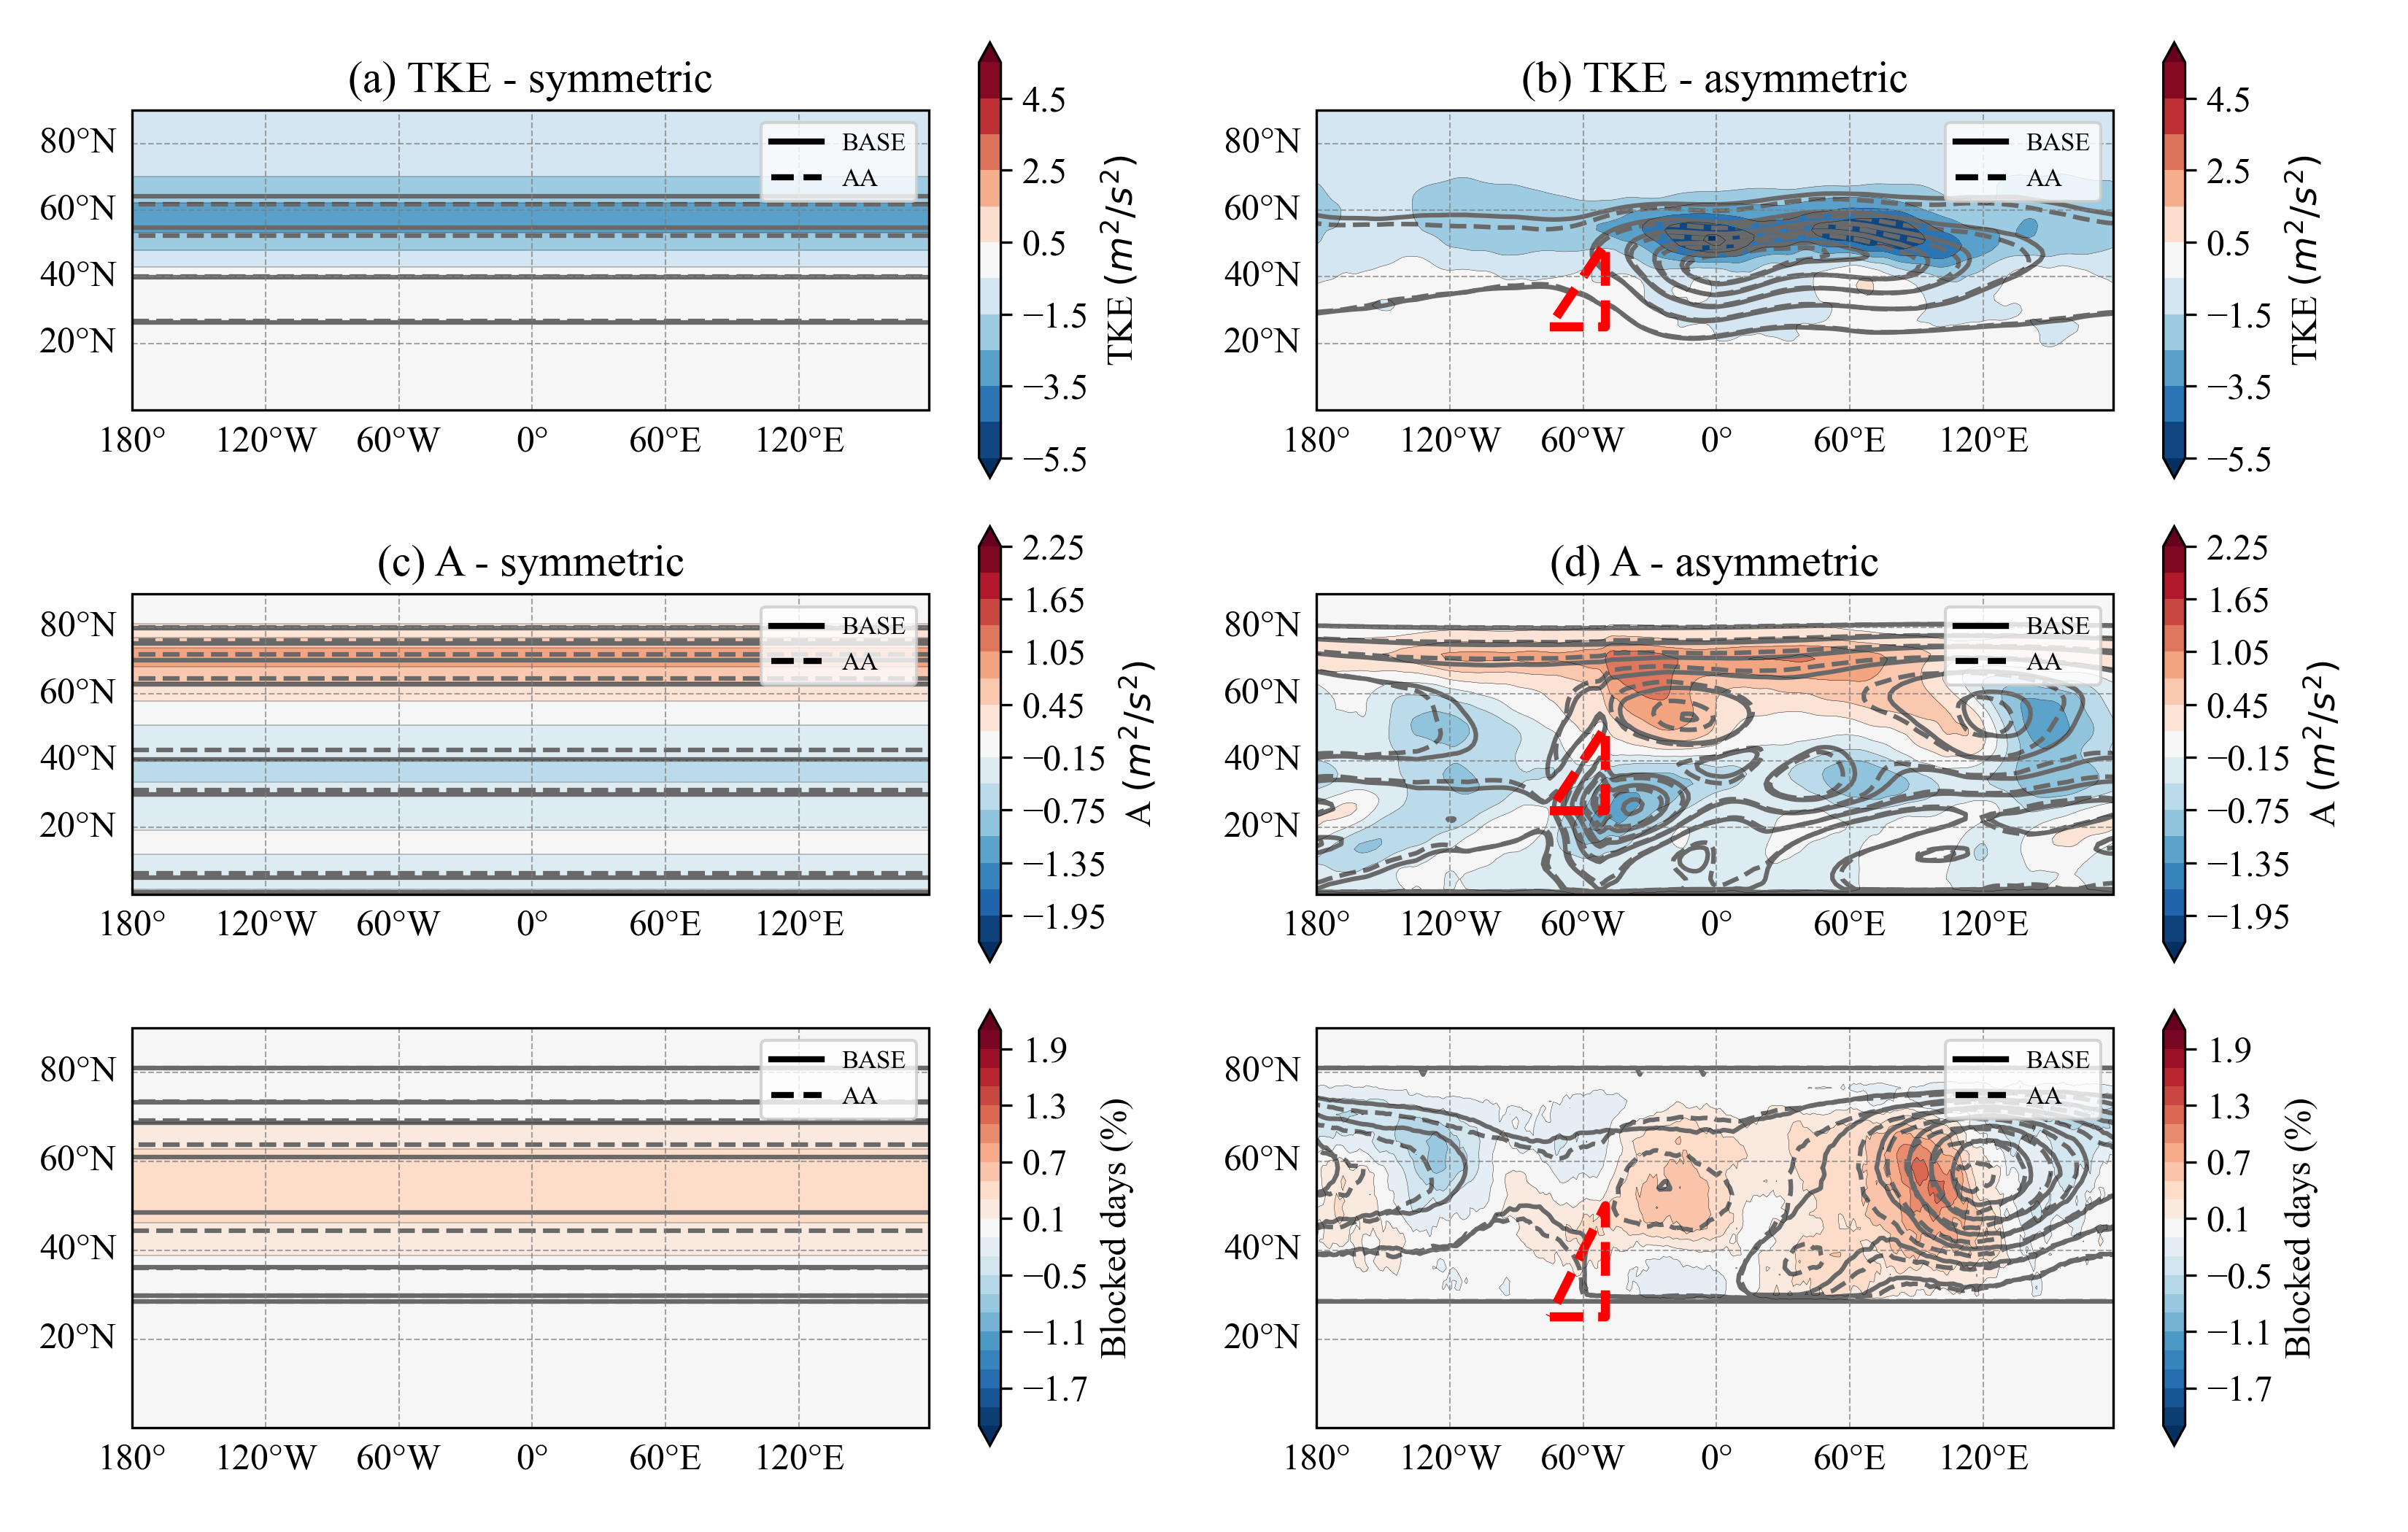 (a) TKE - symmetric
80°N
60°N
40°N
20°N
180°
120°W
60°W
0°
60°E
120°E
BASE
AA
4.5
2.5
0.5
−1.5
−3.5
−5.5
TKE (m²/s²)
(b) TKE - asymmetric
80°N
60°N
40°N
20°N
180°
120°W
60°W
0°
60°E
120°E
BASE
AA
4.5
2.5
0.5
−1.5
−3.5
−5.5
TKE (m²/s²)
(c) A - symmetric
80°N
60°N
40°N
20°N
180°
120°W
60°W
0°
60°E
120°E
BASE
AA
2.25
1.65
1.05
0.45
−0.15
−0.75
−1.35
−1.95
A (m²/s²)
(d) A - asymmetric
80°N
60°N
40°N
20°N
180°
120°W
60°W
0°
60°E
120°E
BASE
AA
2.25
1.65
1.05
0.45
−0.15
−0.75
−1.35
−1.95
A (m²/s²)
80°N
60°N
40°N
20°N
180°
120°W
60°W
0°
60°E
120°E
BASE
AA
1.9
1.3
0.7
0.1
−0.5
−1.1
−1.7
Blocked days (%)
80°N
60°N
40°N
20°N
180°
120°W
60°W
0°
60°E
120°E
BASE
AA
1.9
1.3
0.7
0.1
−0.5
−1.1
−1.7
Blocked days (%)